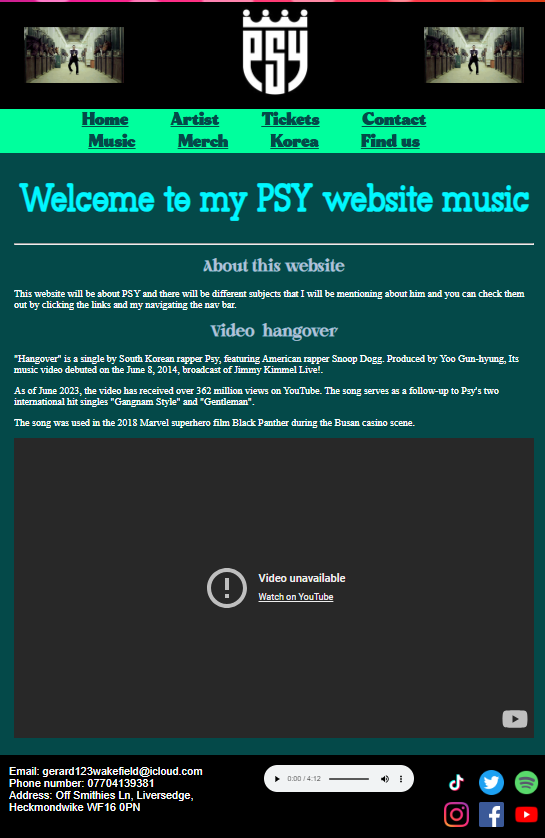 PSY
Home Artist Tickets Contact
Music Merch Korea Find us
Welcome to my PSY website music
About this website
This website will be about PSY and there will be different subjects that I will be mentioning about him and you can check them
out by clicking the links and my navigating the nav bar.
Video hangover
"Hangover" is a single by South Korean rapper Psy, featuring American rapper Snoop Dogg. Produced by Yoo Gun-hyung, Its
music video debuted on the June 8, 2014, broadcast of Jimmy Kimmel Live!.
As of June 2023, the video has received over 362 million views on YouTube. The song serves as a follow-up to Psy's two
international hit singles "Gangnam Style" and "Gentleman".
The song was used in the 2018 Marvel superhero film Black Panther during the Busan casino scene.
Video unavailable
Watch on YouTube
Email: gerard123wakefield@icloud.com
Phone number: 07704139381
Address: Off Smithies Ln, Liversedge,
Heckmondwike WF16 0PN
0:00 / 4:12